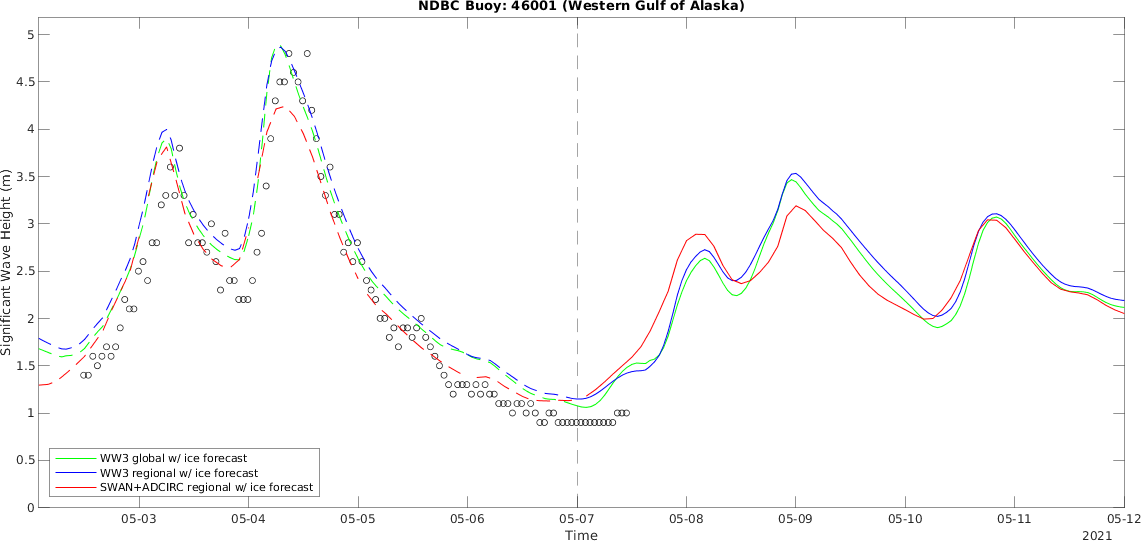 NDBC Buoy: 46001 (Western Gulf of Alaska)
Significant Wave Height (m)
5
4.5
4
3.5
3
2.5
2
1.5
1
0.5
0
WW3 global w/ ice forecast
WW3 regional w/ ice forecast
SWAN+ADCIRC regional w/ ice forecast
05-03 05-04 05-05 05-06 05-07 05-08 05-09 05-10 05-11 05-12
Time
2021